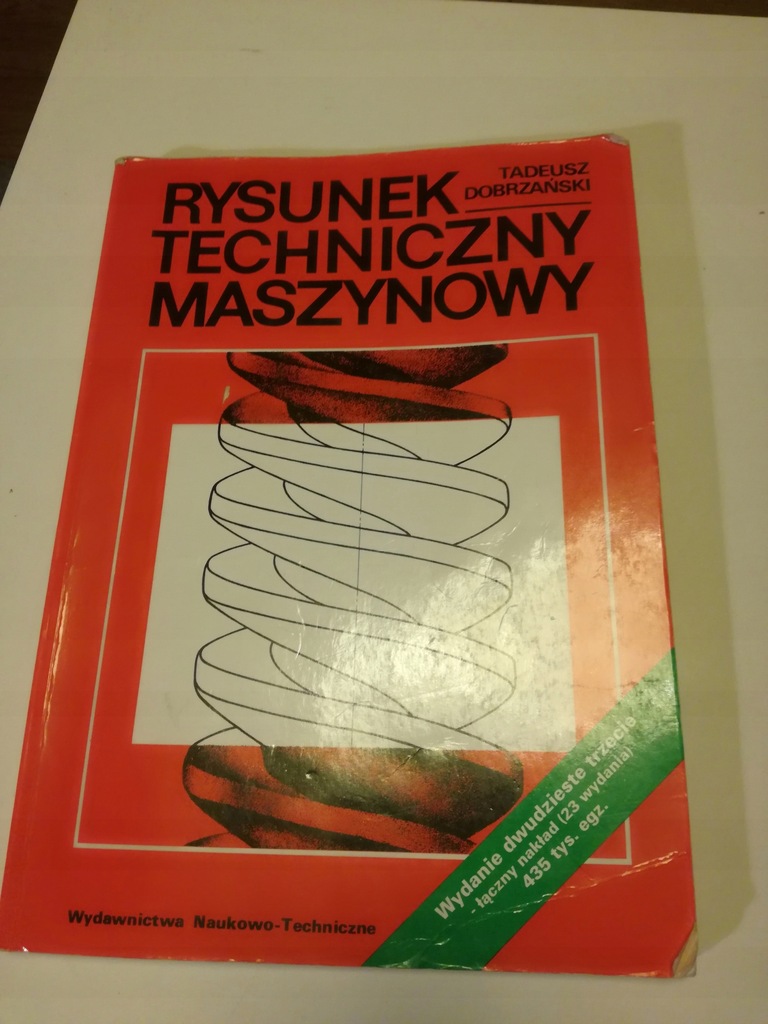 TADEUSZ
DOBRZAŃSKI
RYSUNEK
TECHNICZNY
MASZYNOWY
Wydanie dwudzieste trzecie
- łączny nakład (23 wydania)
435 tys. egz.
Wydawnictwa Naukowo-Techniczne